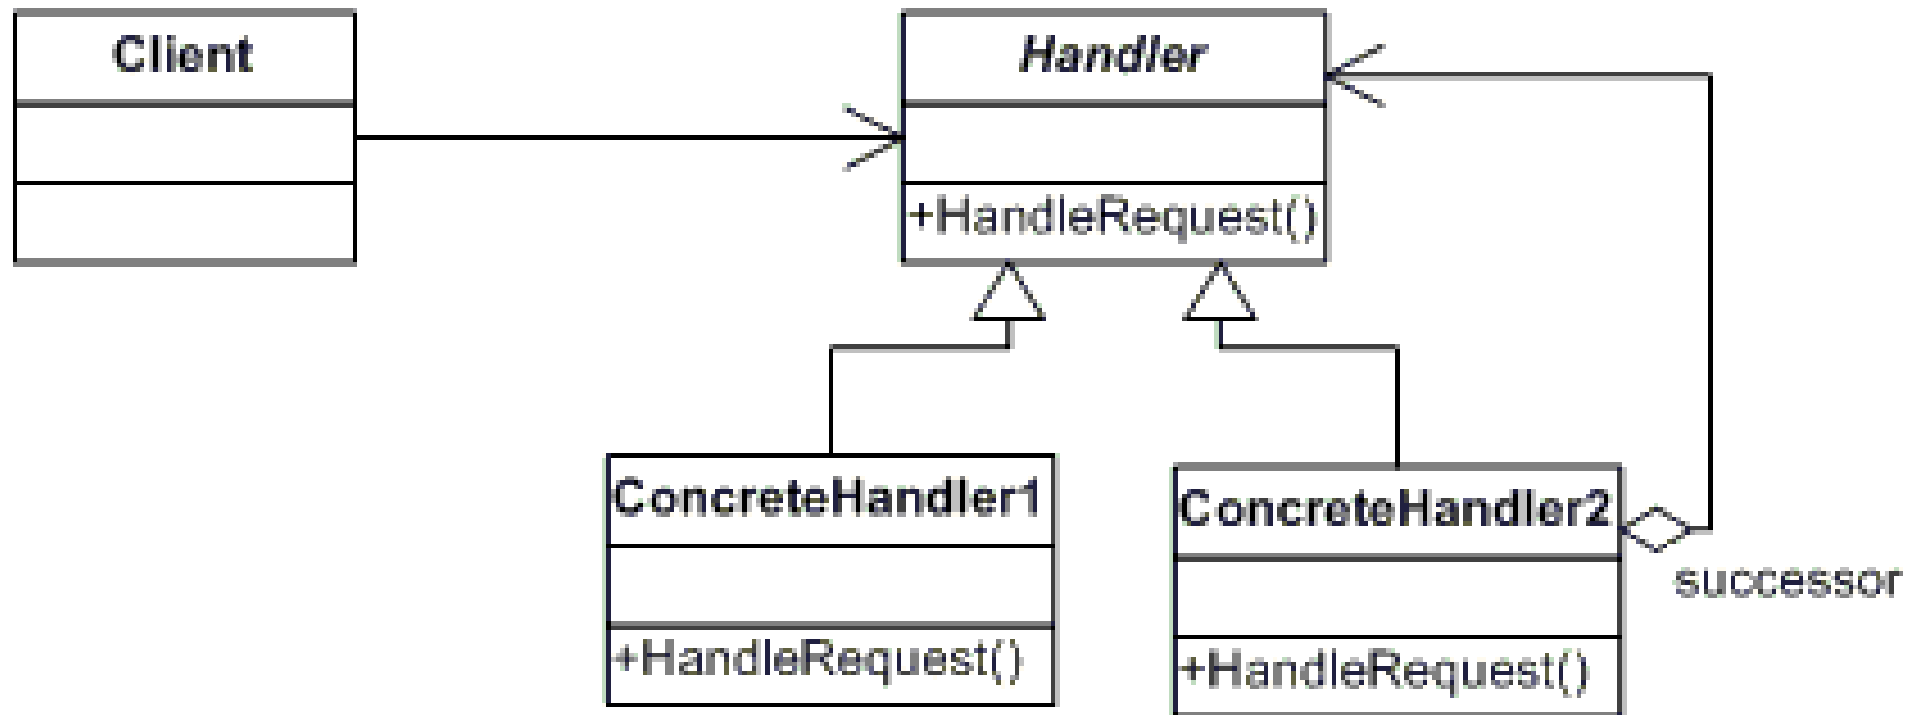 Client
Handler
+HandleRequest()
ConcreteHandler1
+HandleRequest()
ConcreteHandler2
successor
+HandleRequest()